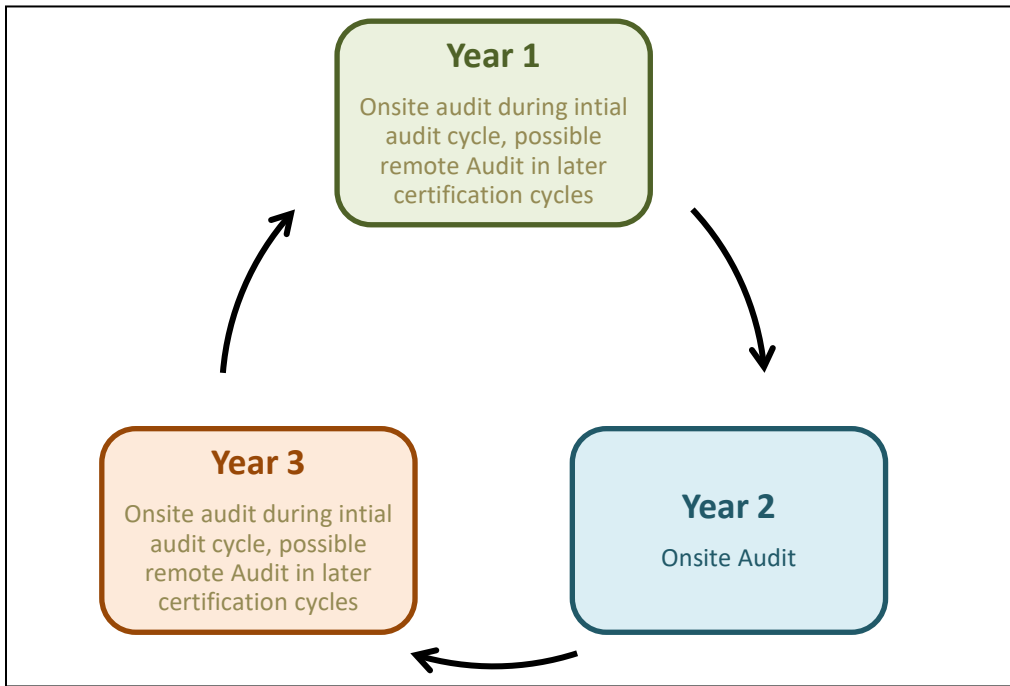 Year 1
Onsite audit during intial
audit cycle, possible
remote Audit in later
certification cycles
Year 2
Onsite Audit
Year 3
Onsite audit during intial
audit cycle, possible
remote Audit in later
certification cycles